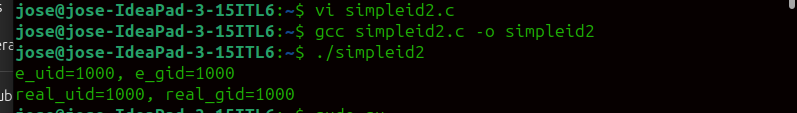 jose@jose-IdeaPad-3-15ITL6:~$ vi simpleid2.c
jose@jose-IdeaPad-3-15ITL6:~$ gcc simpleid2.c -o simpleid2
jose@jose-IdeaPad-3-15ITL6:~$ ./simpleid2
e_uid=1000, e_gid=1000
real_uid=1000, real_gid=1000